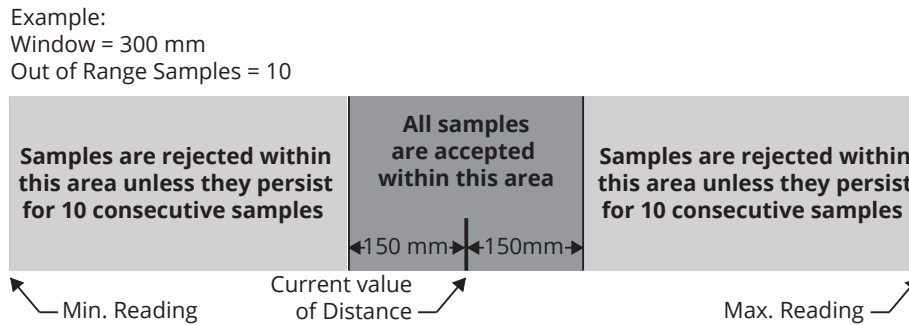 Example:
Window = 300 mm
Out of Range Samples = 10
Samples are rejected within
this area unless they persist
for 10 consecutive samples
All samples
are accepted
within this area
Samples are rejected within
this area unless they persist
for 10 consecutive samples
150 mm
150mm
Min. Reading
Current value
of Distance
Max. Reading